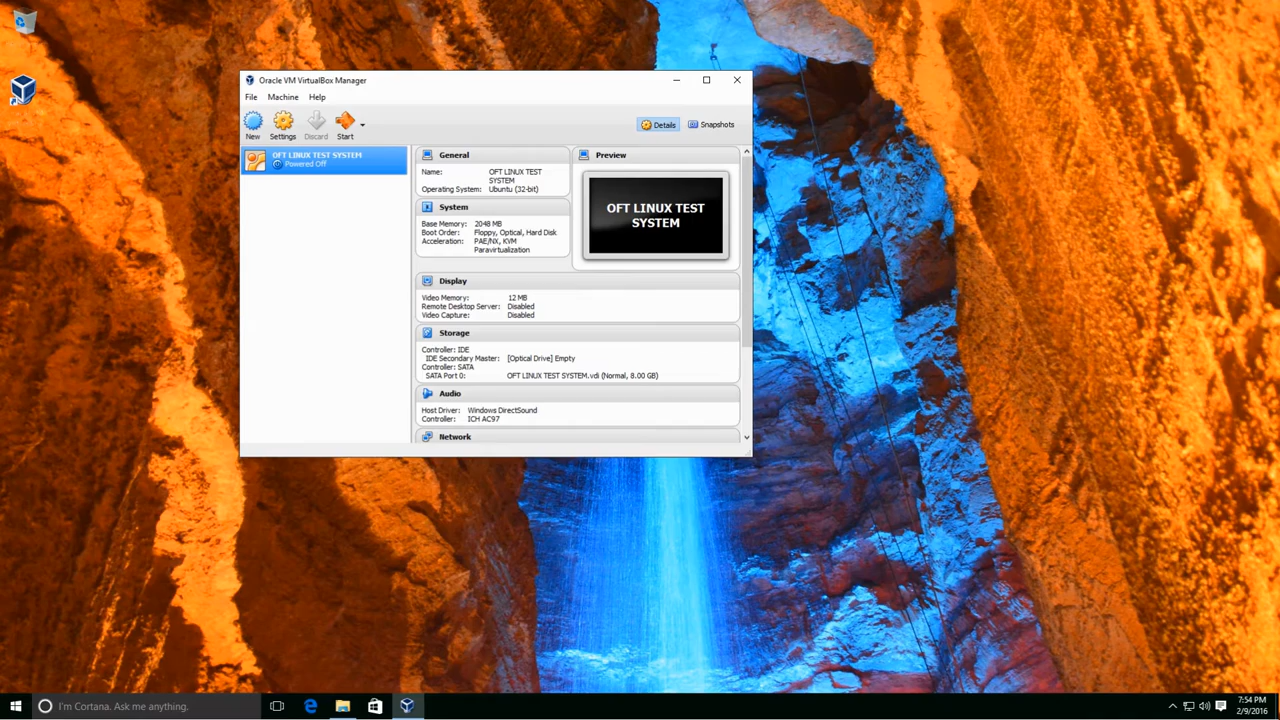 Oracle VM VirtualBox Manager
File Machine Help
New Settings Discard Start
Details Snapshots
OFT LINUX TEST SYSTEM
Powered Off
General
Name: OFT LINUX TEST
SYSTEM
Operating System: Ubuntu (32-bit)
System
Base Memory: 2048 MB
Boot Order: Floppy, Optical, Hard Disk
Acceleration: PAE/NX, KVM
Paravirtualization
Preview
OFT LINUX TEST
SYSTEM
Display
Video Memory: 12 MB
Remote Desktop Server: Disabled
Video Capture: Disabled
Storage
Controller: IDE
IDE Secondary Master: [Optical Drive] Empty
Controller: SATA
SATA Port 0: OFT LINUX TEST SYSTEM.vdi (Normal, 8.00 GB)
Audio
Host Driver: Windows DirectSound
Controller: ICH AC97
Network
I'm Cortana. Ask me anything.
7:54 PM
2/9/2016